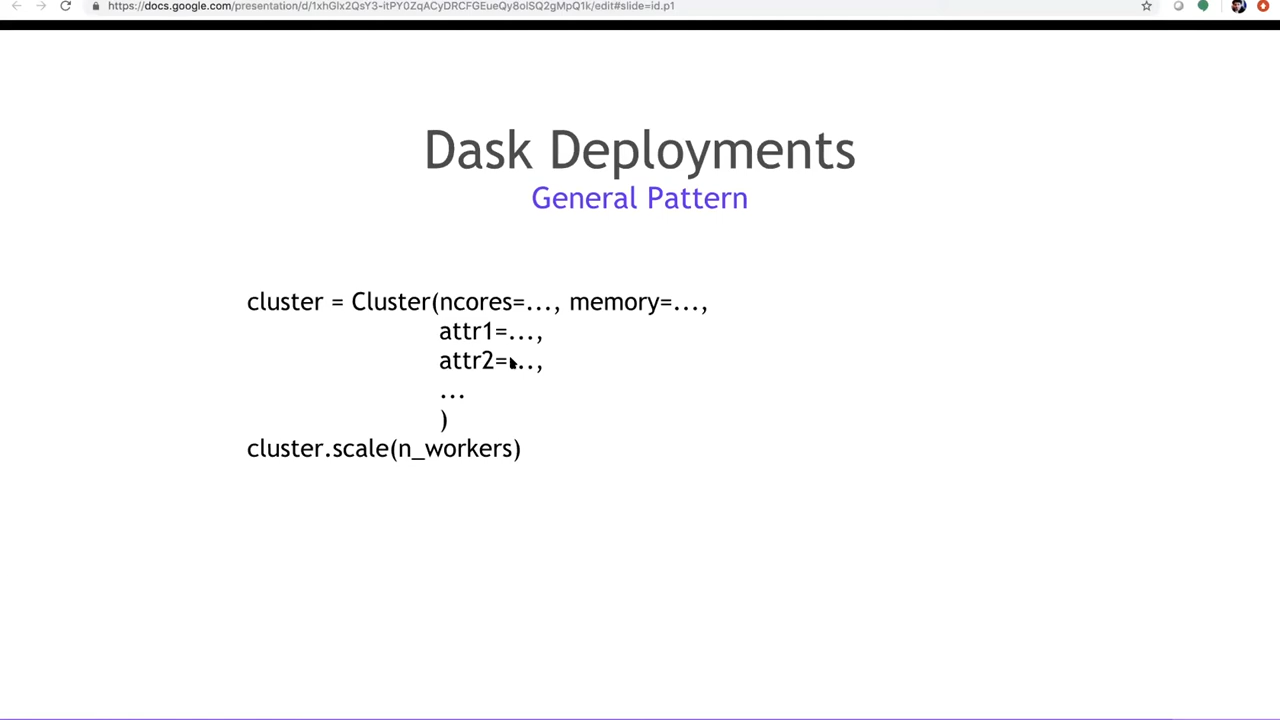 https://docs.google.com/presentation/d/1xhGlx2QsY3-itPY0ZqACyDRCFGEueQy8olSQ2gMpQ1k/edit#slide=id.p1
Dask Deployments
General Pattern
cluster = Cluster(ncores=..., memory=...,
attr1=...,
attr2=...,
...
)
cluster.scale(n_workers)